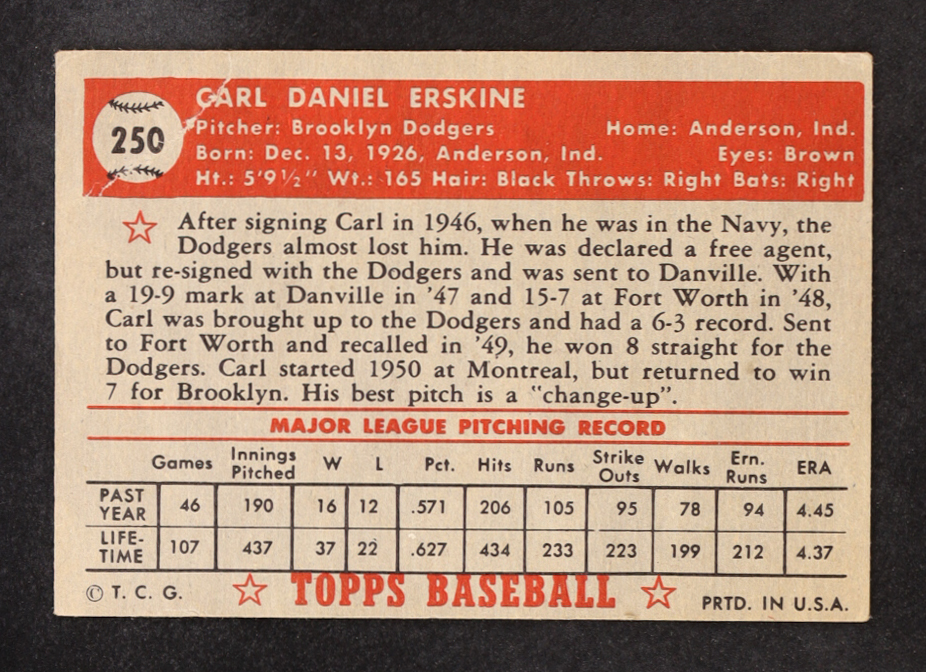 250
CARL DANIEL ERSKINE
Pitcher: Brooklyn Dodgers Home: Anderson, Ind.
Born: Dec. 13, 1926, Anderson, Ind. Eyes: Brown
Ht.: 5'9½" Wt.: 165 Hair: Black Throws: Right Bats: Right
After signing Carl in 1946, when he was in the Navy, the
Dodgers almost lost him. He was declared a free agent,
but re-signed with the Dodgers and was sent to Danville. With
a 19-9 mark at Danville in '47 and 15-7 at Fort Worth in '48,
Carl was brought up to the Dodgers and had a 6-3 record. Sent
to Fort Worth and recalled in '49, he won 8 straight for the
Dodgers. Carl started 1950 at Montreal, but returned to win
7 for Brooklyn. His best pitch is a "change-up".
MAJOR LEAGUE PITCHING RECORD
Games Innings Pitched W L Pct. Hits Runs Strike Outs Walks Ern. Runs ERA
PAST YEAR 46 190 16 12 .571 206 105 95 78 94 4.45
LIFE-TIME 107 437 37 22 .627 434 233 223 199 212 4.37
© T. C. G. TOPPS BASEBALL PRTD. IN U.S.A.